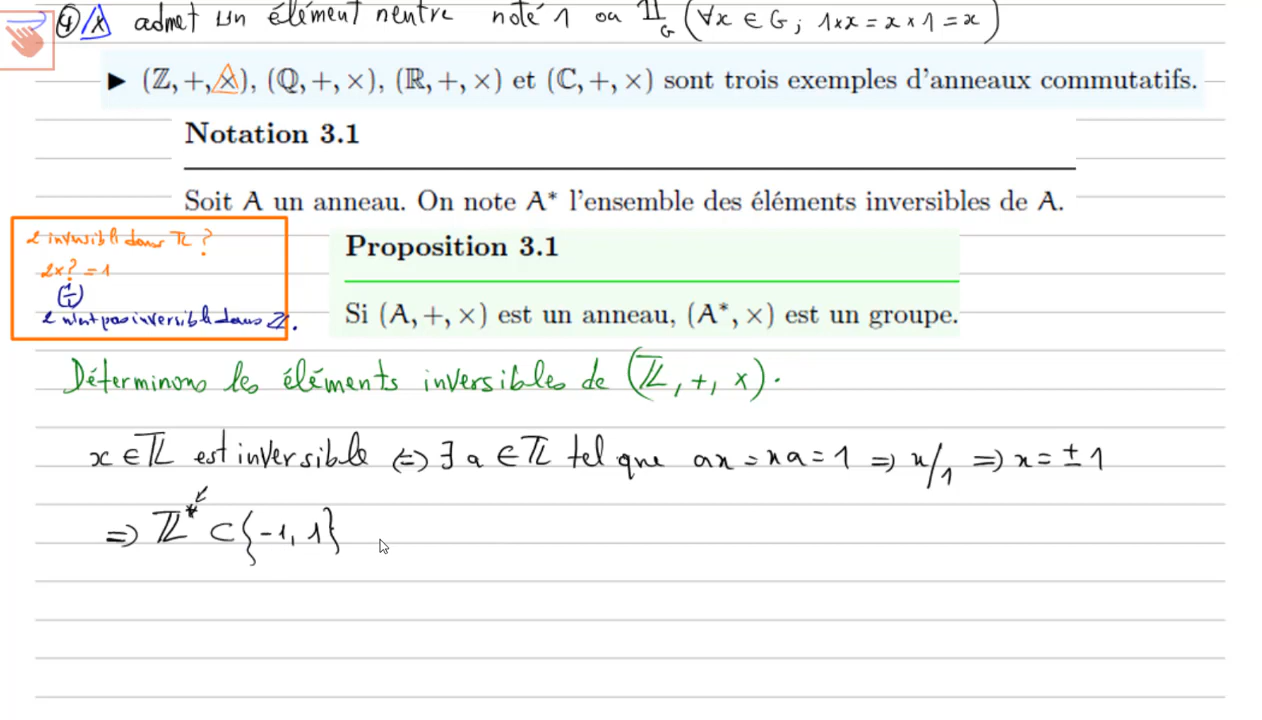 ④ × admet un élément neutre noté 1 ou 𝟙_G (∀x ∈ G ; 1×x = x×1 = x)
► (ℤ, +, ×), (ℚ, +, ×), (ℝ, +, ×) et (ℂ, +, ×) sont trois exemples d'anneaux commutatifs.
Notation 3.1
Soit A un anneau. On note A* l'ensemble des éléments inversibles de A.
2 inversible dans ℤ ?
2×? = 1
(1/2)
2 n'est pas inversible dans ℤ.
Proposition 3.1
Si (A, +, ×) est un anneau, (A*, ×) est un groupe.
Déterminons les éléments inversibles de (ℤ, +, ×).
x ∈ ℤ est inversible ⇔ ∃ a ∈ ℤ tel que ax = xa = 1 ⇒ x/1 ⇒ x = ±1
⇒ ℤ* ⊂ {-1, 1}